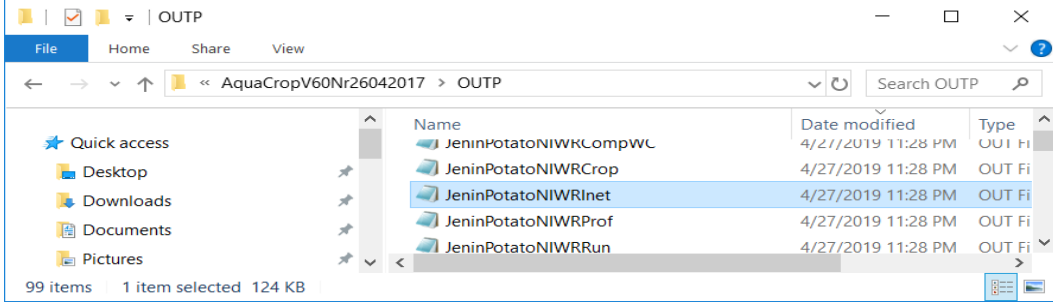 OUTP
File Home Share View
« AquaCropV60Nr26042017 > OUTP Search OUTP
Name Date modified Type
Quick access
JeninPotatoNIWRCompWC 4/27/2019 11:28 PM OUT Fi
Desktop JeninPotatoNIWRCrop 4/27/2019 11:28 PM OUT Fi
Downloads JeninPotatoNIWRInet 4/27/2019 11:28 PM OUT Fi
Documents JeninPotatoNIWRProf 4/27/2019 11:28 PM OUT Fi
Pictures JeninPotatoNIWRRun 4/27/2019 11:28 PM OUT Fi
99 items 1 item selected 124 KB